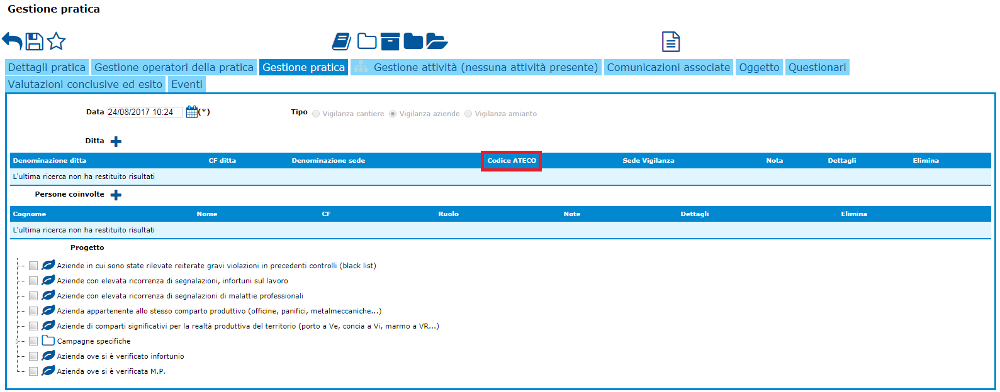 Gestione pratica
Dettagli pratica Gestione operatori della pratica Gestione pratica Gestione attività (nessuna attività presente) Comunicazioni associate Oggetto Questionari
Valutazioni conclusive ed esito Eventi
Data 24/08/2017 10:24 (*) Tipo Vigilanza cantiere Vigilanza aziende Vigilanza amianto
Ditta
Denominazione ditta CF ditta Denominazione sede Codice ATECO Sede Vigilanza Nota Dettagli Elimina
L'ultima ricerca non ha restituito risultati
Persone coinvolte
Cognome Nome CF Ruolo Note Dettagli Elimina
L'ultima ricerca non ha restituito risultati
Progetto
Aziende in cui sono state rilevate reiterate gravi violazioni in precedenti controlli (black list)
Aziende con elevata ricorrenza di segnalazioni, infortuni sul lavoro
Aziende con elevata ricorrenza di segnalazioni di malattie professionali
Azienda appartenente allo stesso comparto produttivo (officine, panifici, metalmeccaniche...)
Aziende di comparti significativi per la realtà produttiva del territorio (porto a Ve, concia a Vi, marmo a VR...)
Campagne specifiche
Azienda ove si è verificato infortunio
Azienda ove si è verificata M.P.